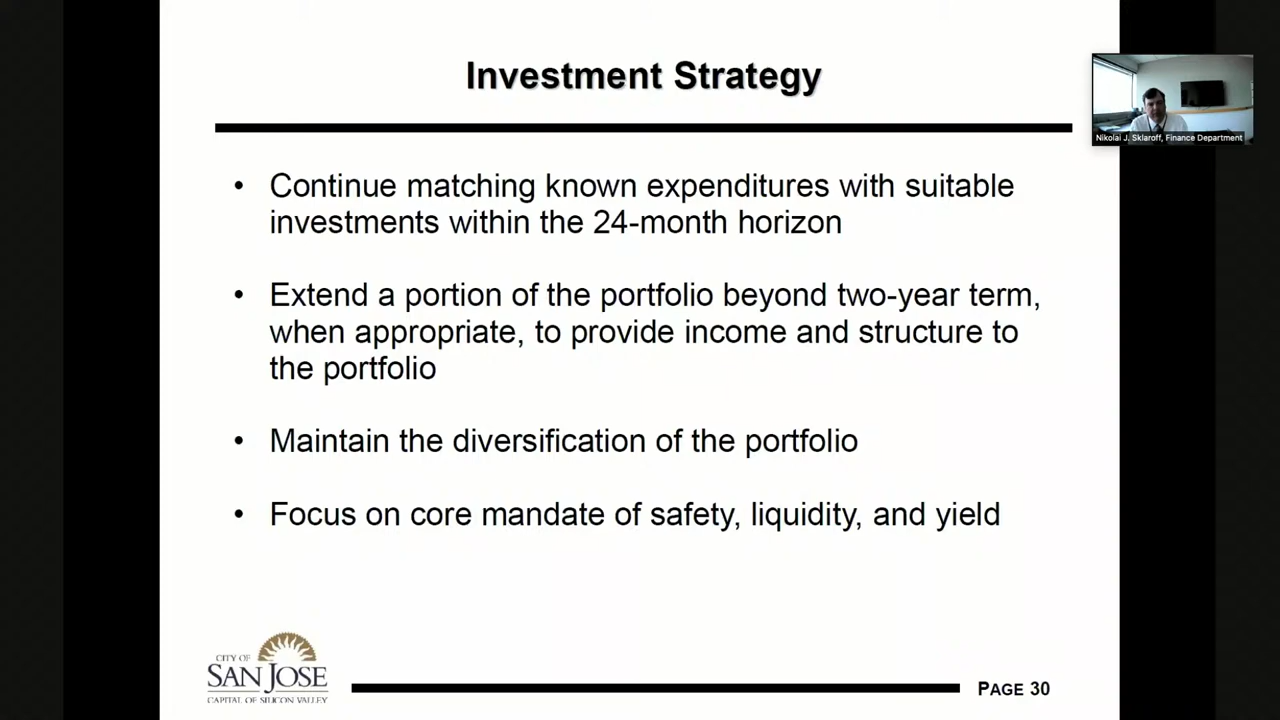 Investment Strategy
Nikolai J. Sklaroff, Finance Department
• Continue matching known expenditures with suitable
investments within the 24-month horizon
• Extend a portion of the portfolio beyond two-year term,
when appropriate, to provide income and structure to
the portfolio
• Maintain the diversification of the portfolio
• Focus on core mandate of safety, liquidity, and yield
CITY OF
SAN JOSE
CAPITAL OF SILICON VALLEY
PAGE 30